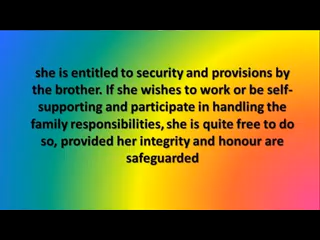 she is entitled to security and provisions by
the brother. If she wishes to work or be self-
supporting and participate in handling the
family responsibilities, she is quite free to do
so, provided her integrity and honour are
safeguarded